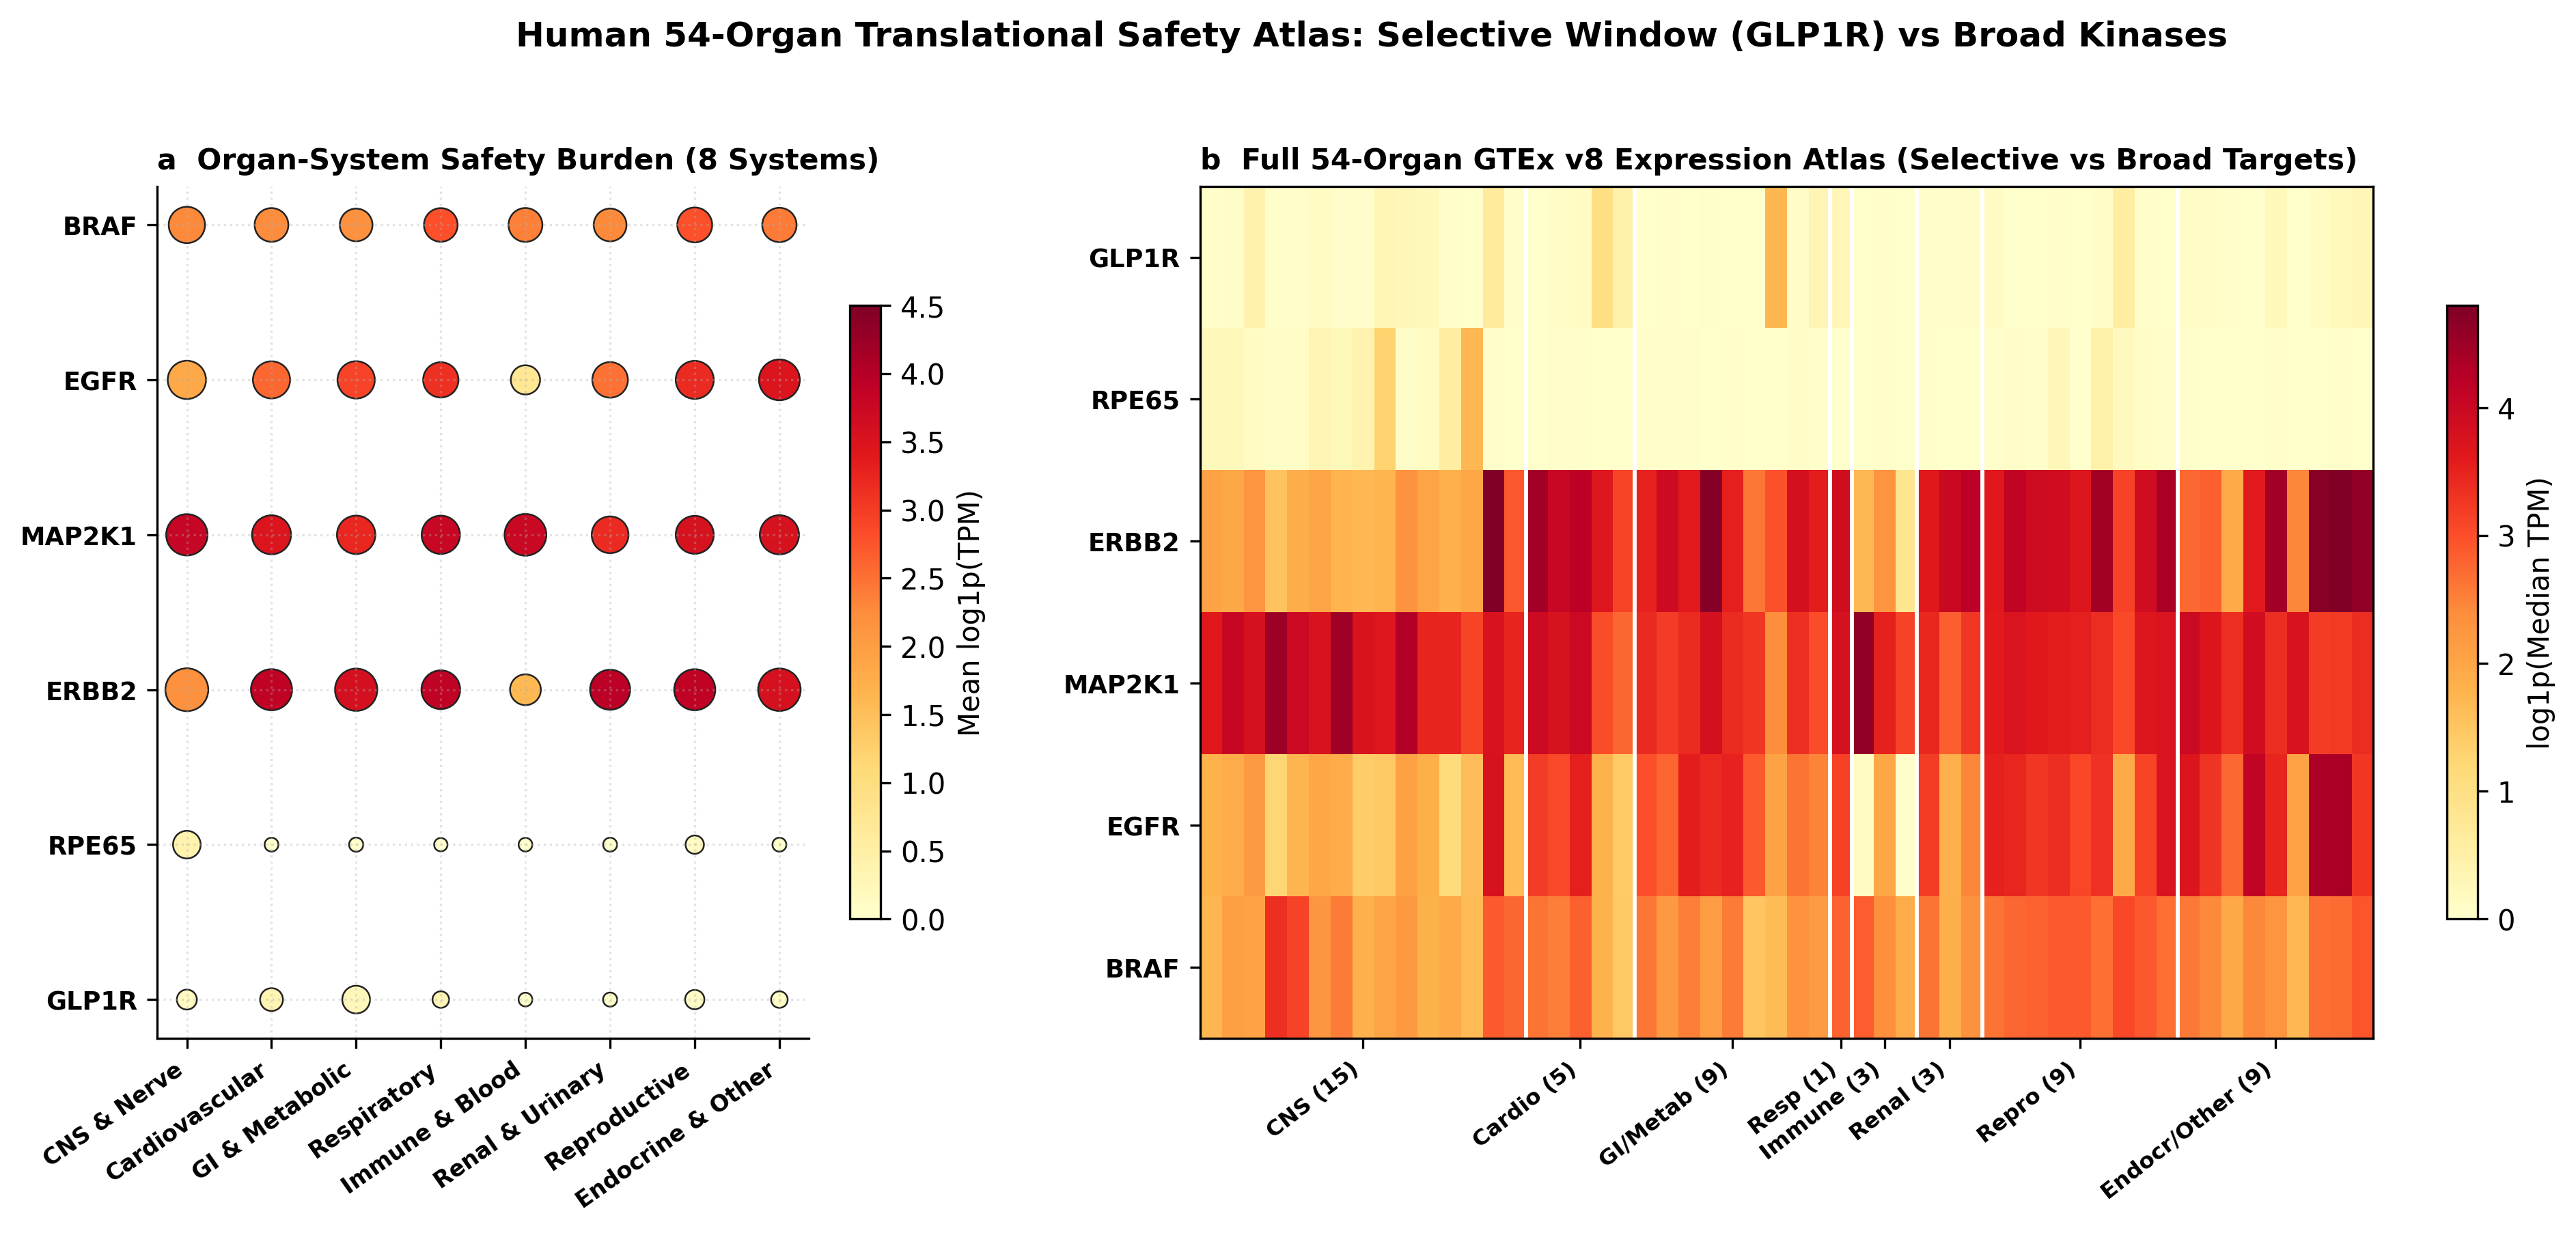 Human 54-Organ Translational Safety Atlas: Selective Window (GLP1R) vs Broad Kinases
a Organ-System Safety Burden (8 Systems)
BRAF
EGFR
MAP2K1
ERBB2
RPE65
GLP1R
CNS & Nerve
Cardiovascular
GI & Metabolic
Respiratory
Immune & Blood
Renal & Urinary
Reproductive
Endocrine & Other
4.5
4.0
3.5
3.0
2.5
2.0
1.5
1.0
0.5
0.0
Mean log1p(TPM)
b Full 54-Organ GTEx v8 Expression Atlas (Selective vs Broad Targets)
GLP1R
RPE65
ERBB2
MAP2K1
EGFR
BRAF
CNS (15)
Cardio (5)
GI/Metab (9)
Resp (1)
Immune (3)
Renal (3)
Repro (9)
Endocr/Other (9)
4
3
2
1
0
log1p(Median TPM)